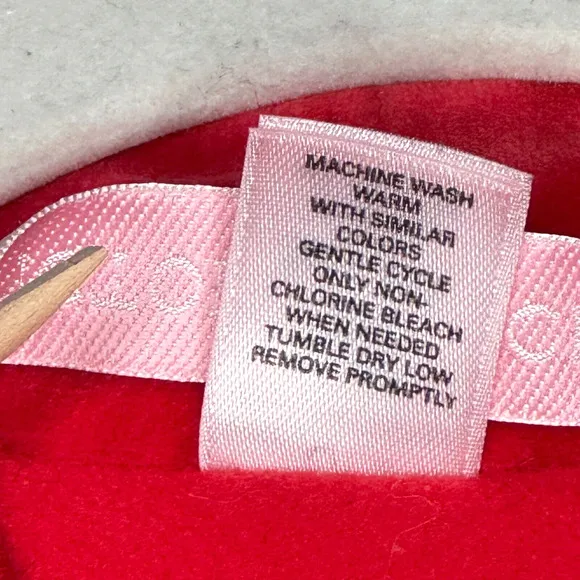 MACHINE WASH
WARM
WITH SIMILAR
COLORS
GENTLE CYCLE
ONLY NON-
CHLORINE BLEACH
WHEN NEEDED
TUMBLE DRY LOW
REMOVE PROMPTLY